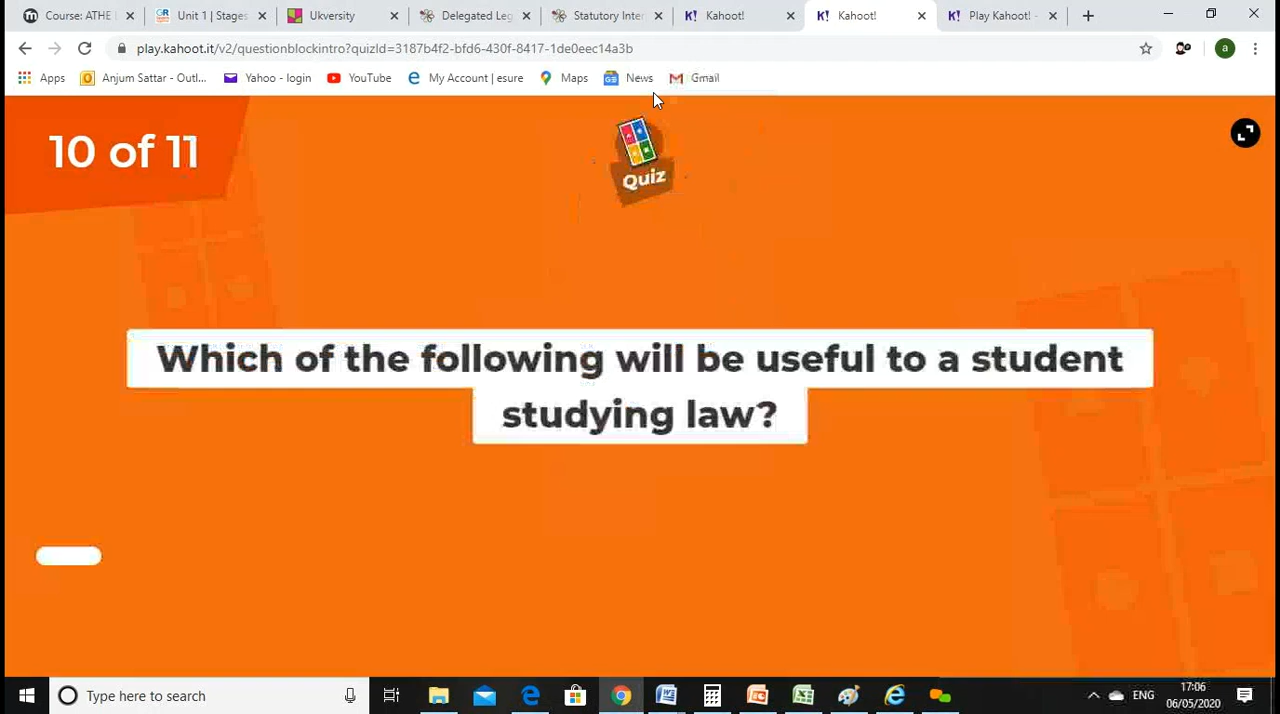 Course: ATHE
Unit 1 | Stages
Ukversity
Delegated Leg
Statutory Inter
Kahoot!
Kahoot!
Play Kahoot! -
play.kahoot.it/v2/questionblockintro?quizId=3187b4f2-bfd6-430f-8417-1de0eec14a3b
a
Apps
Anjum Sattar - Outl...
Yahoo - login
YouTube
My Account | esure
Maps
News
Gmail
10 of 11
Quiz
Which of the following will be useful to a student
studying law?
Type here to search
ENG
17:06
06/05/2020